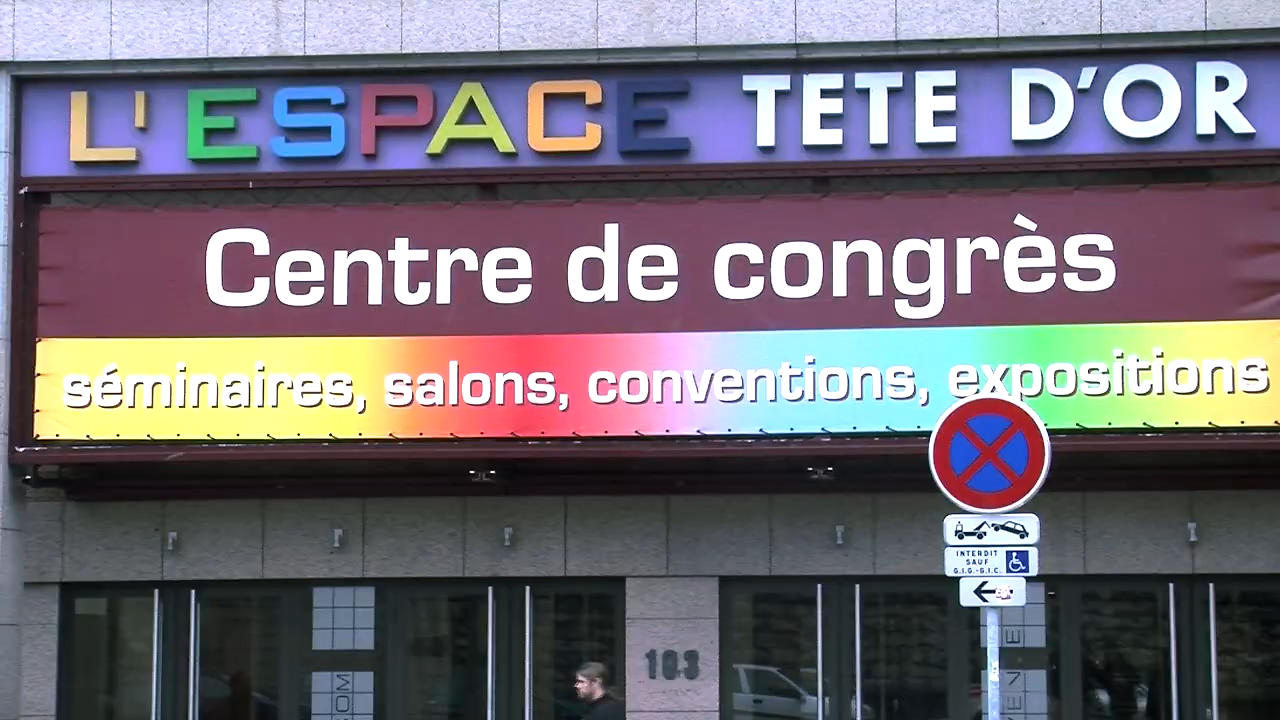 L'ESPACE TETE D'OR
Centre de congrès
séminaires, salons, conventions, expositions
INTERDIT
SAUF
G.I.G.-G.I.C.
103